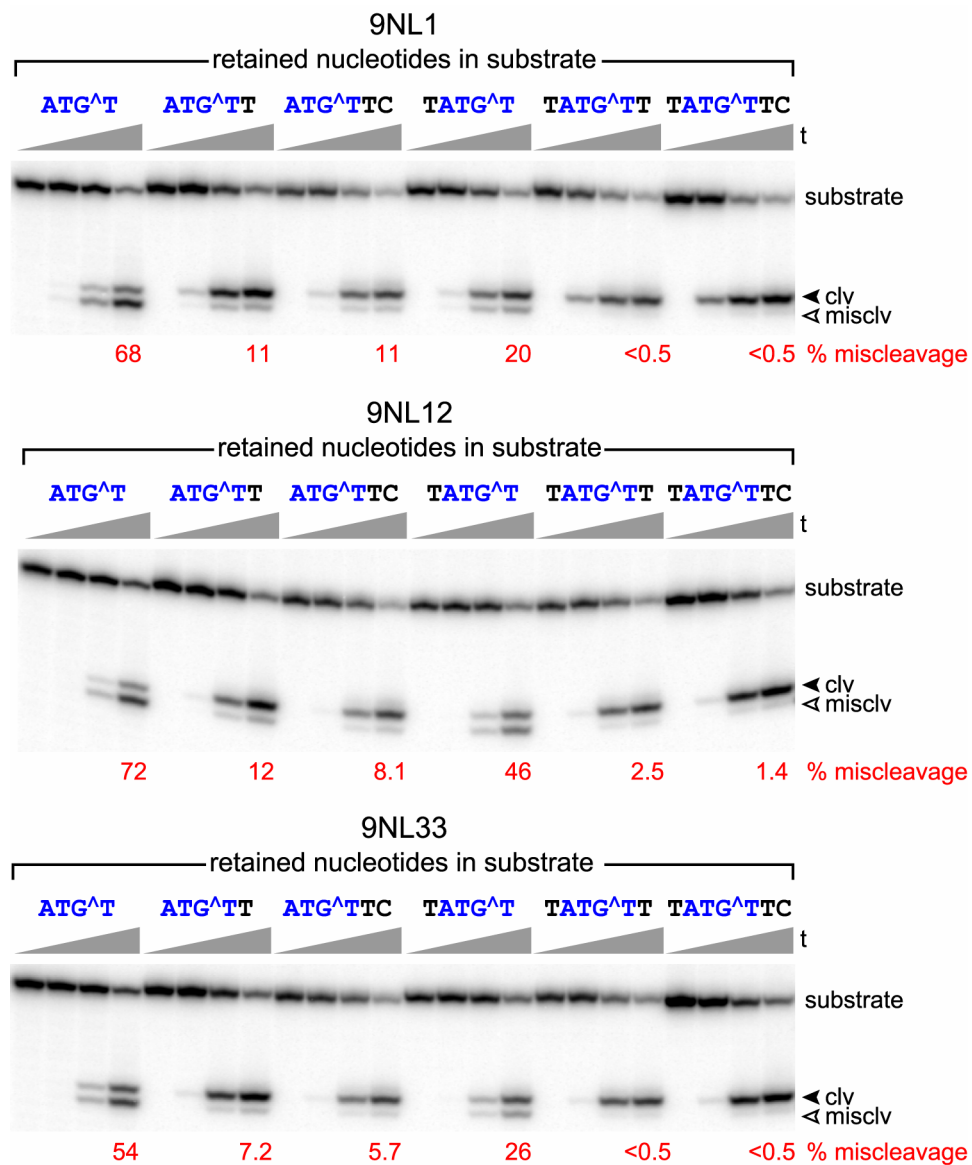 9NL1
retained nucleotides in substrate
ATG^T ATG^TT ATG^TTC TATG^T TATG^TT TATG^TTC
t
substrate
clv
misclv
68 11 11 20 <0.5 <0.5 % miscleavage
9NL12
retained nucleotides in substrate
ATG^T ATG^TT ATG^TTC TATG^T TATG^TT TATG^TTC
t
substrate
clv
misclv
72 12 8.1 46 2.5 1.4 % miscleavage
9NL33
retained nucleotides in substrate
ATG^T ATG^TT ATG^TTC TATG^T TATG^TT TATG^TTC
t
substrate
clv
misclv
54 7.2 5.7 26 <0.5 <0.5 % miscleavage